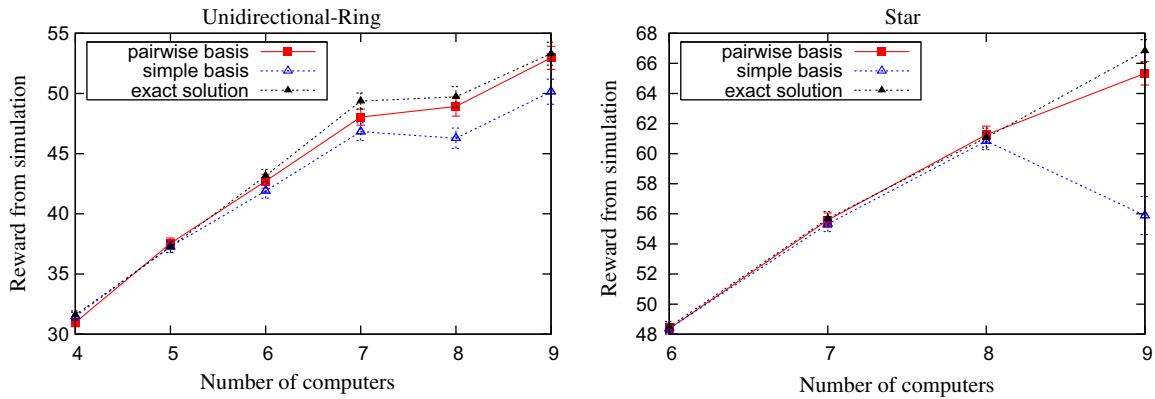 Unidirectional-Ring
55
50
45
40
35
30
4 5 6 7 8 9
pairwise basis
simple basis
exact solution
Reward from simulation
Number of computers
Star
68
66
64
62
60
58
56
54
52
50
48
6 7 8 9
pairwise basis
simple basis
exact solution
Reward from simulation
Number of computers